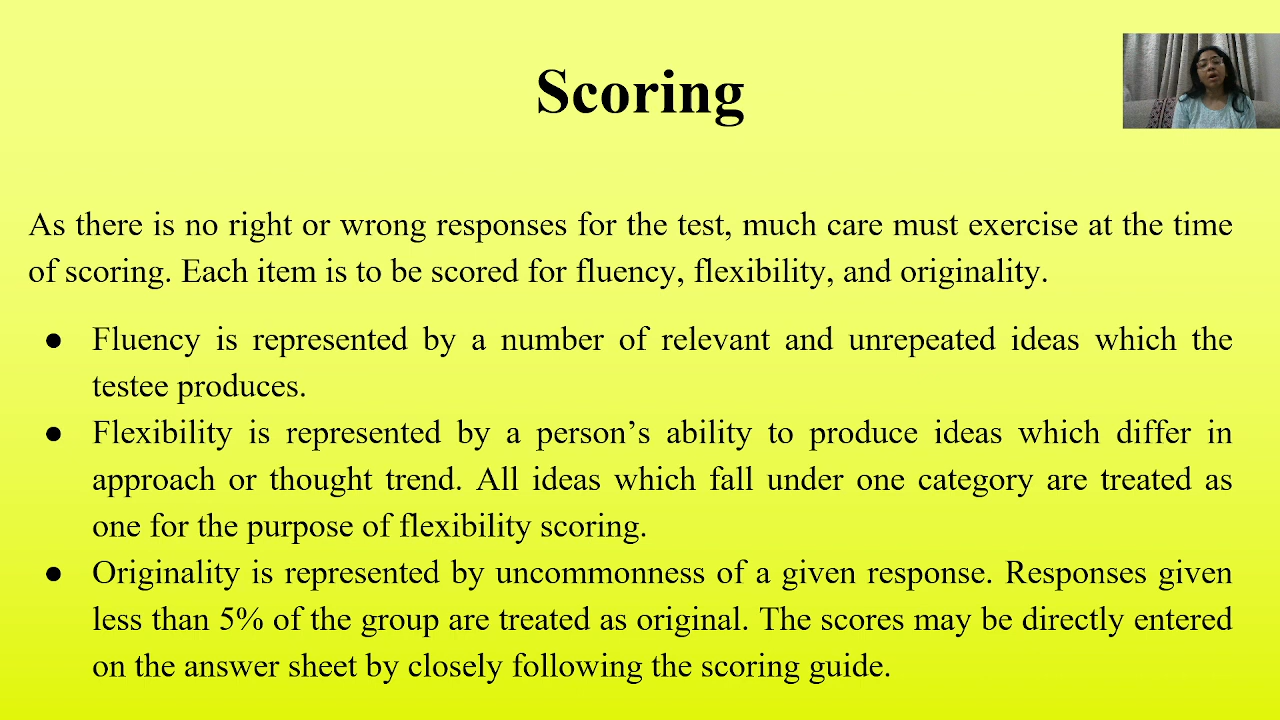 Scoring
As there is no right or wrong responses for the test, much care must exercise at the time
of scoring. Each item is to be scored for fluency, flexibility, and originality.
● Fluency is represented by a number of relevant and unrepeated ideas which the
testee produces.
● Flexibility is represented by a person’s ability to produce ideas which differ in
approach or thought trend. All ideas which fall under one category are treated as
one for the purpose of flexibility scoring.
● Originality is represented by uncommonness of a given response. Responses given
less than 5% of the group are treated as original. The scores may be directly entered
on the answer sheet by closely following the scoring guide.